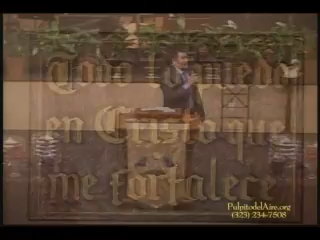 Todo lo puedo
en Cristo que
me fortalece
PulpitodelAire.org
(323) 234-7508